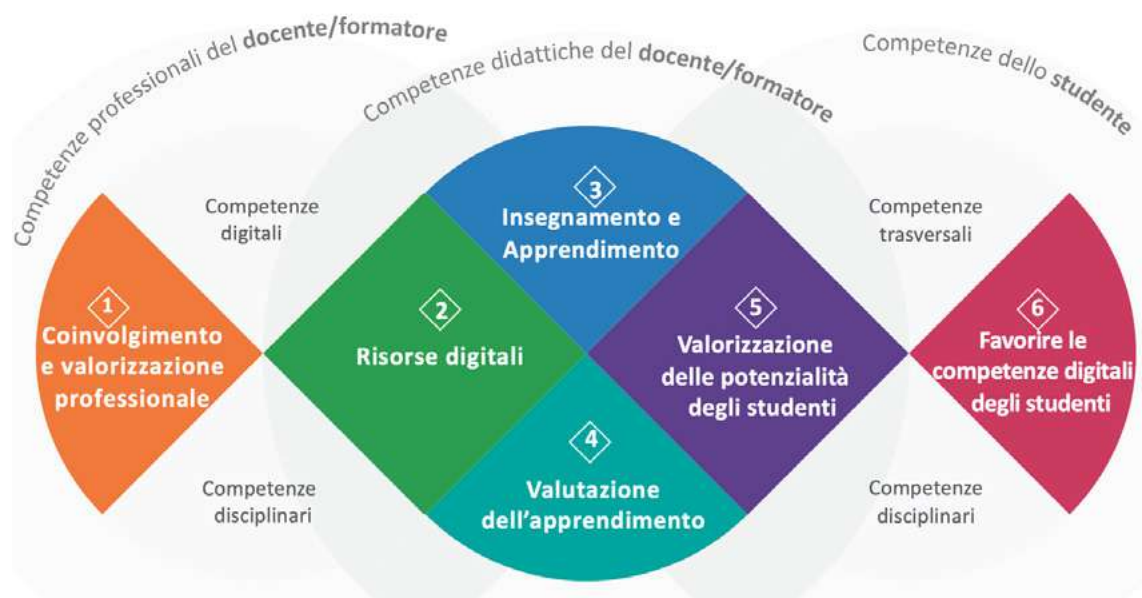 Competenze professionali del docente/formatore
Competenze didattiche del docente/formatore
Competenze dello studente
Competenze
digitali
Competenze
disciplinari
1
Coinvolgimento
e valorizzazione
professionale
2
Risorse digitali
3
Insegnamento e
Apprendimento
4
Valutazione
dell’apprendimento
5
Valorizzazione
delle potenzialità
degli studenti
Competenze
trasversali
Competenze
disciplinari
6
Favorire le
competenze digitali
degli studenti